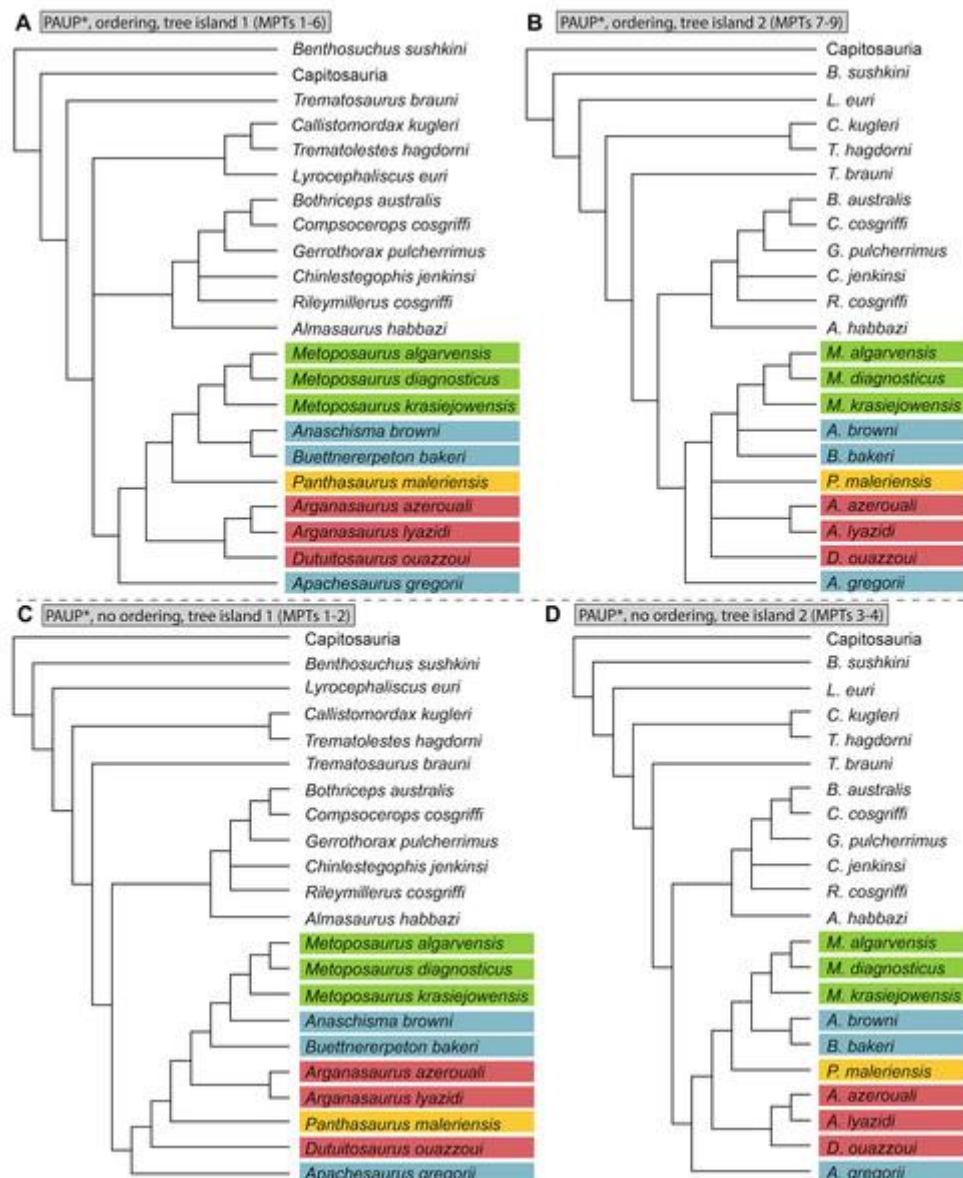 A PAUP*, ordering, tree island 1 (MPTs 1-6)
Benthosuchus sushkini
Capitosauria
Trematosaurus brauni
Callistomordax kugleri
Trematolestes hagdorni
Lyrocephaliscus euri
Bothriceps australis
Compsocerops cosgriffi
Gerrothorax pulcherrimus
Chinlestegophis jenkinsi
Rileymillerus cosgriffi
Almasaurus habbazi
Metoposaurus algarvensis
Metoposaurus diagnosticus
Metoposaurus krasiejowensis
Anaschisma browni
Buettnererpeton bakeri
Panthasaurus maleriensis
Arganasaurus azerouali
Arganasaurus lyazidi
Dutuitosaurus ouazzoui
Apachesaurus gregorii
B PAUP*, ordering, tree island 2 (MPTs 7-9)
Capitosauria
B. sushkini
L. euri
C. kugleri
T. hagdorni
T. brauni
B. australis
C. cosgriffi
G. pulcherrimus
C. jenkinsi
R. cosgriffi
A. habbazi
M. algarvensis
M. diagnosticus
M. krasiejowensis
A. browni
B. bakeri
P. maleriensis
A. azerouali
A. lyazidi
D. ouazzoui
A. gregorii
C PAUP*, no ordering, tree island 1 (MPTs 1-2)
Capitosauria
Benthosuchus sushkini
Lyrocephaliscus euri
Callistomordax kugleri
Trematolestes hagdorni
Trematosaurus brauni
Bothriceps australis
Compsocerops cosgriffi
Gerrothorax pulcherrimus
Chinlestegophis jenkinsi
Rileymillerus cosgriffi
Almasaurus habbazi
Metoposaurus algarvensis
Metoposaurus diagnosticus
Metoposaurus krasiejowensis
Anaschisma browni
Buettnererpeton bakeri
Arganasaurus azerouali
Arganasaurus lyazidi
Panthasaurus maleriensis
Dutuitosaurus ouazzoui
Apachesaurus gregorii
D PAUP*, no ordering, tree island 2 (MPTs 3-4)
Capitosauria
B. sushkini
L. euri
C. kugleri
T. hagdorni
T. brauni
B. australis
C. cosgriffi
G. pulcherrimus
C. jenkinsi
R. cosgriffi
A. habbazi
M. algarvensis
M. diagnosticus
M. krasiejowensis
A. browni
B. bakeri
P. maleriensis
A. azerouali
A. lyazidi
D. ouazzoui
A. gregorii